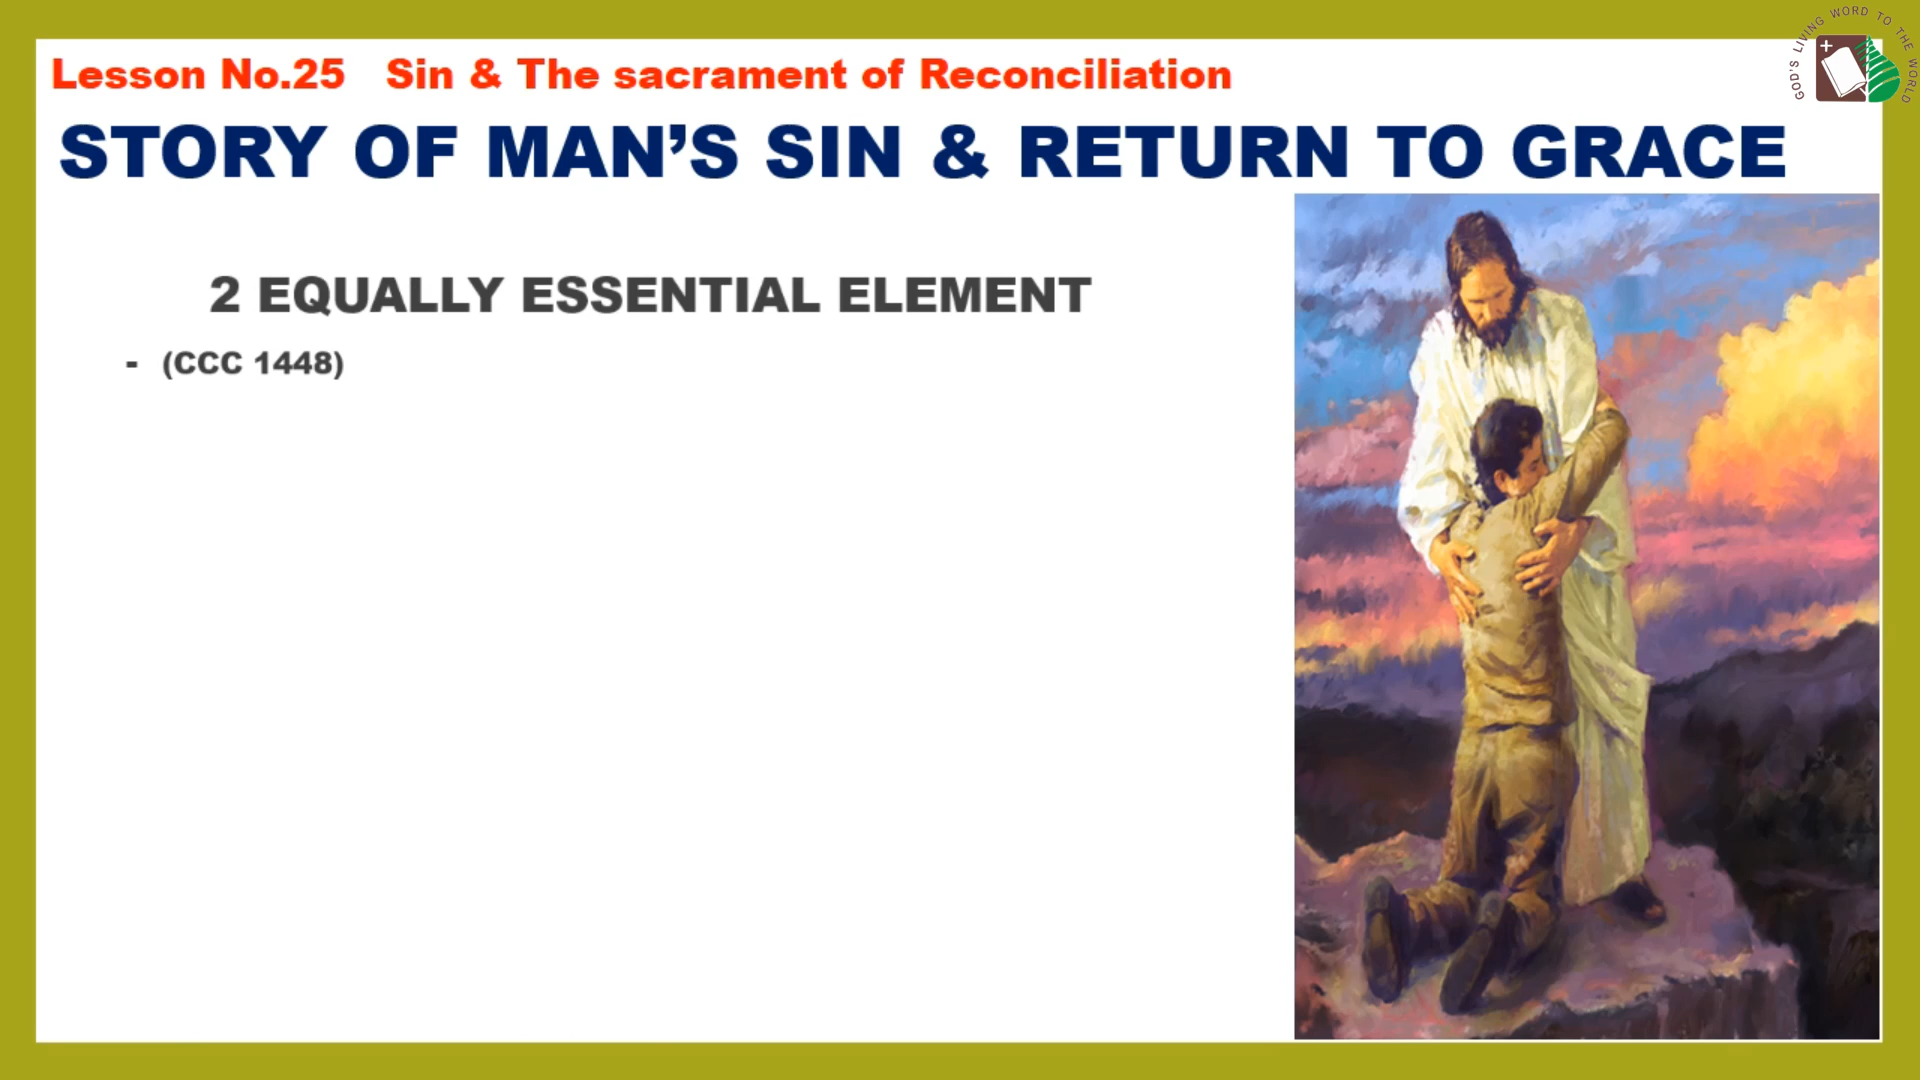 GOD'S LIVING WORD TO THE WORLD
Lesson No.25 Sin & The sacrament of Reconciliation
STORY OF MAN’S SIN & RETURN TO GRACE
2 EQUALLY ESSENTIAL ELEMENT
- (CCC 1448)